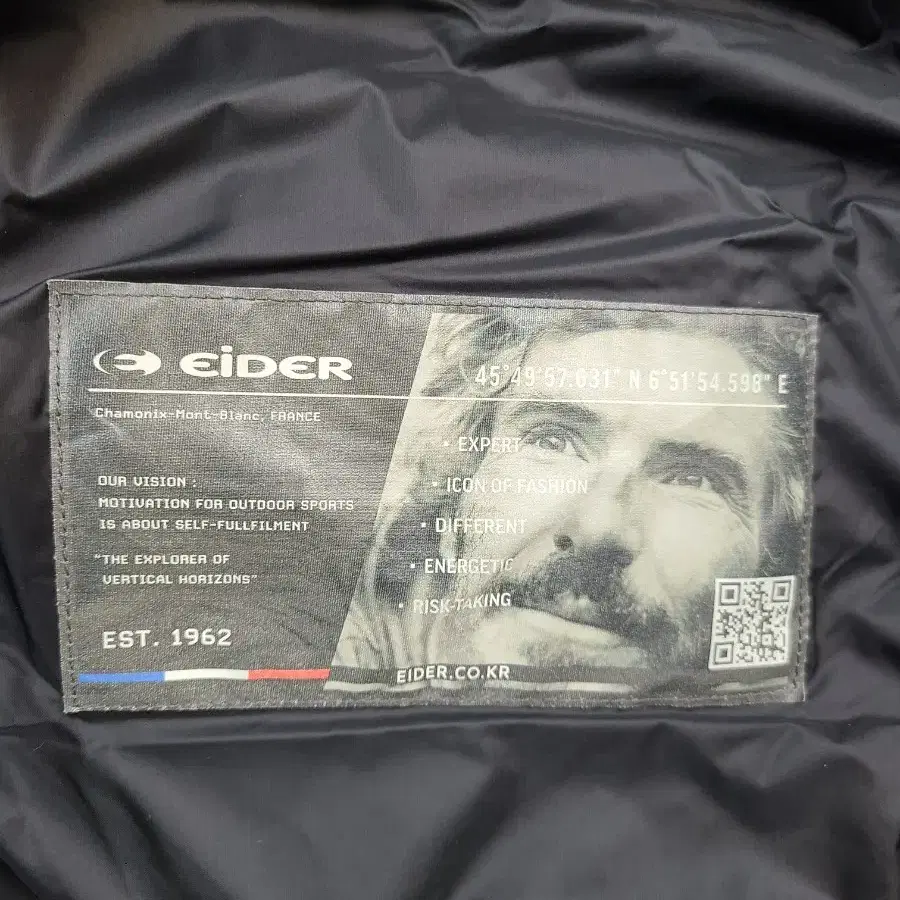 EiDER
45°49'57.631" N 6°51'54.598" E
Chamonix-Mont-Blanc, FRANCE
• EXPERT
• ICON OF FASHION
• DIFFERENT
• ENERGETIC
• RISK-TAKING
OUR VISION :
MOTIVATION FOR OUTDOOR SPORTS
IS ABOUT SELF-FULLFILMENT
"THE EXPLORER OF
VERTICAL HORIZONS"
EST. 1962
EIDER.CO.KR